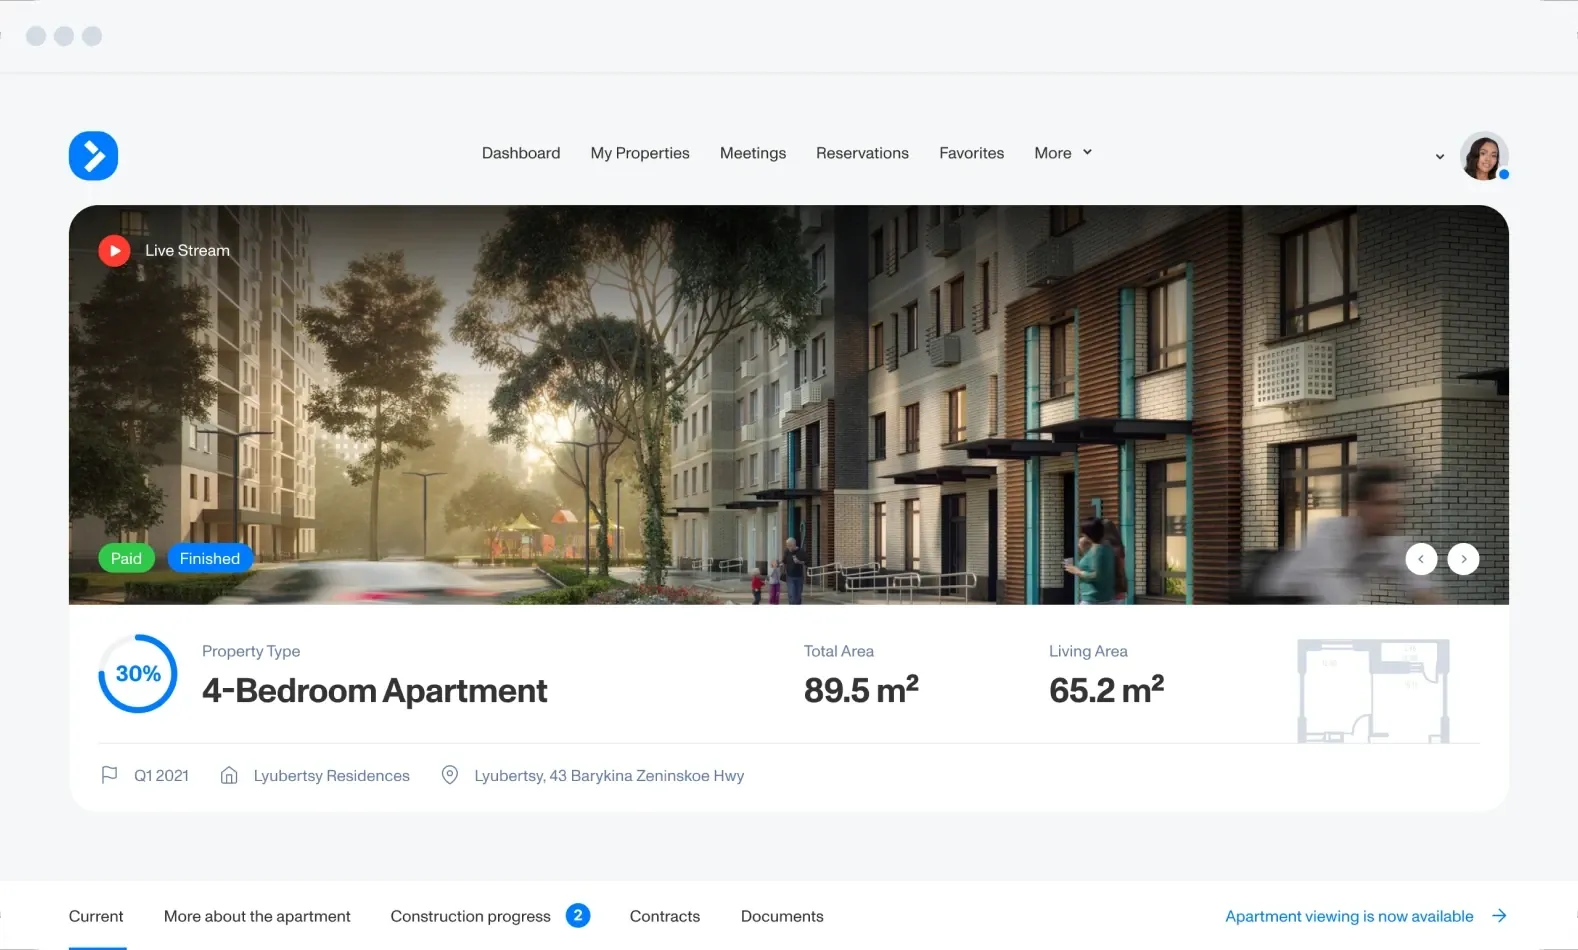 Dashboard My Properties Meetings Reservations Favorites More
Live Stream
Paid Finished
30%
Property Type
4-Bedroom Apartment
Total Area
89.5 m²
Living Area
65.2 m²
Q1 2021 Lyubertsy Residences Lyubertsy, 43 Barykina Zeninskoe Hwy
Current More about the apartment Construction progress 2 Contracts Documents Apartment viewing is now available